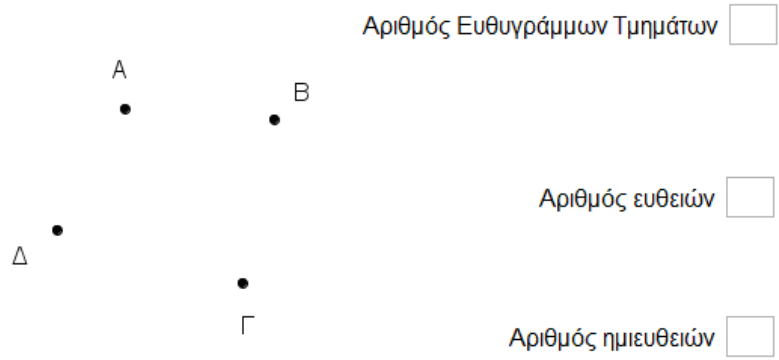 Αριθμός Ευθυγράμμων Τμημάτων
Α
Β
Αριθμός ευθειών
Δ
Γ
Αριθμός ημιευθειών